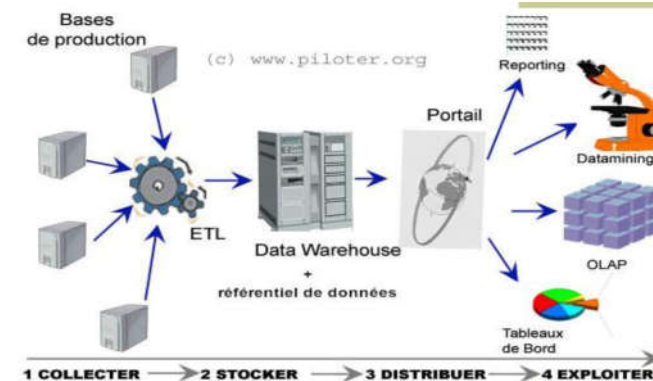 Bases
de production
(c) www.piloter.org
Reporting
Portail
Datamining
ETL
Data Warehouse
+
référentiel de données
OLAP
Tableaux
de Bord
1 COLLECTER
2 STOCKER
3 DISTRIBUER
4 EXPLOITER